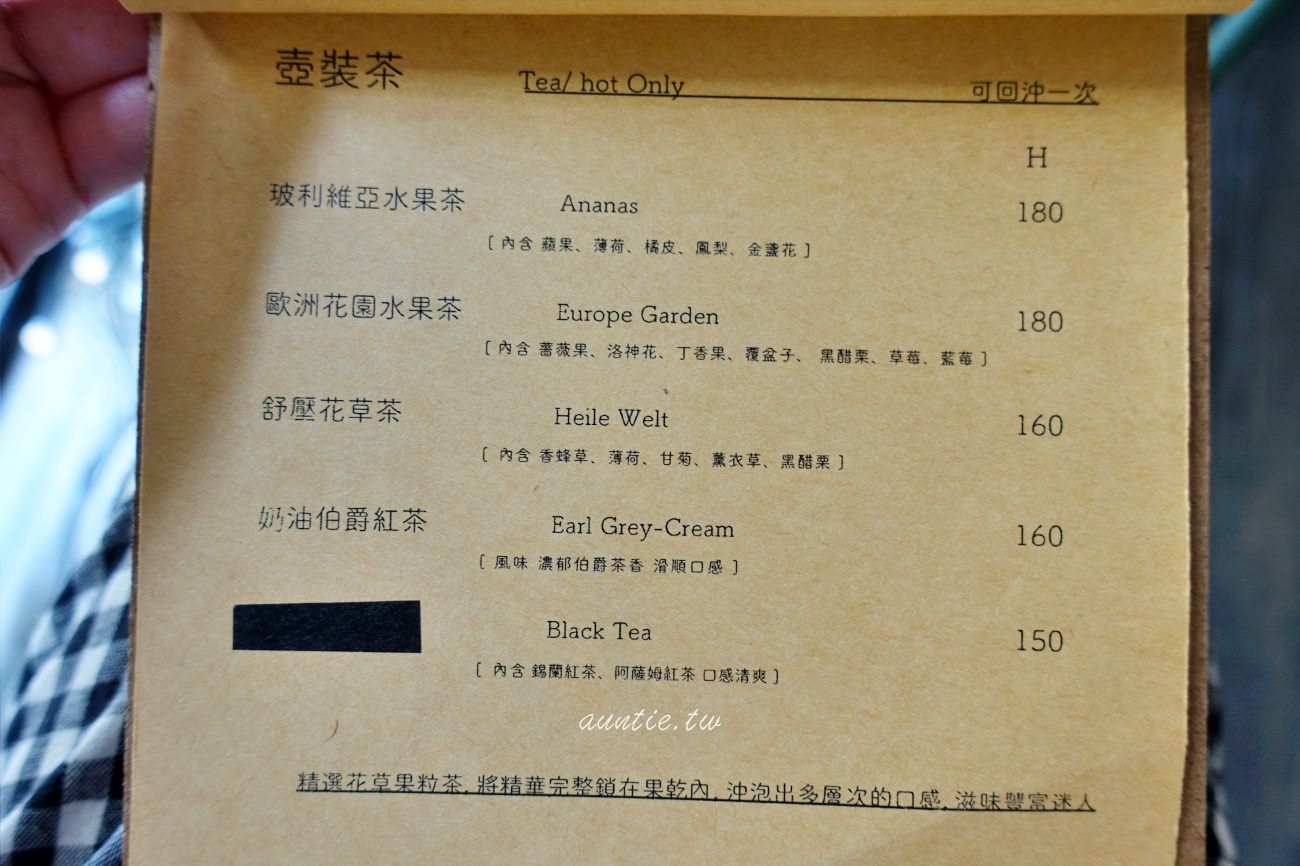 壺裝茶 Tea/ hot Only 可回沖一次
H
玻利維亞水果茶 Ananas 180
[ 內含 蘋果、薄荷、橘皮、鳳梨、金盞花 ]
歐洲花園水果茶 Europe Garden 180
[ 內含 薔薇果、洛神花、丁香果、覆盆子、 黑醋栗、草莓、藍莓 ]
舒壓花草茶 Heile Welt 160
[ 內含 香蜂草、薄荷、甘菊、薰衣草、黑醋栗 ]
奶油伯爵紅茶 Earl Grey-Cream 160
[ 風味 濃郁伯爵茶香 滑順口感 ]
Black Tea 150
[ 內含 錫蘭紅茶、阿薩姆紅茶 口感清爽 ]
auntie.tw
精選花草果粒茶,將精華完整鎖在果乾內,沖泡出多層次的口感,滋味豐富迷人